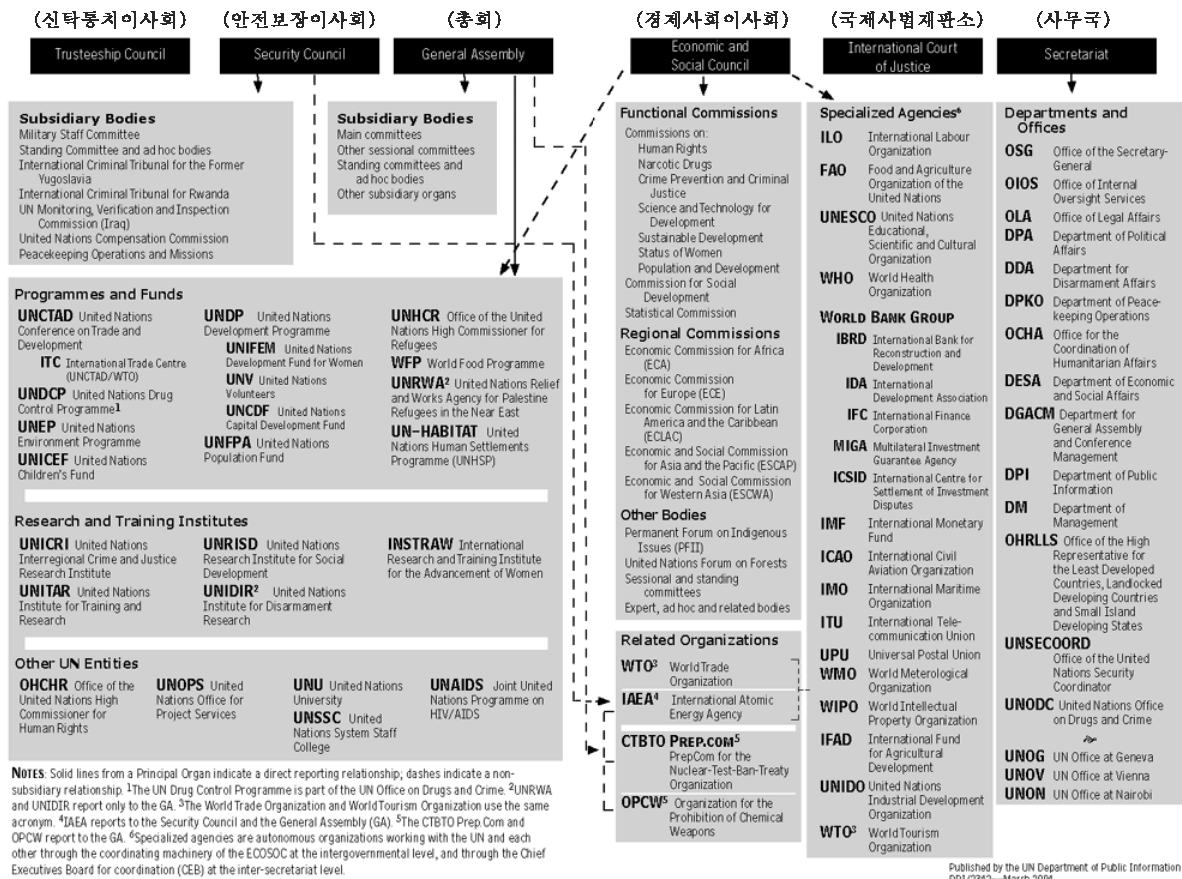 (신탁통치이사회)
(안전보장이사회)
(총회)
(경제사회이사회)
(국제사법재판소)
(사무국)
Trusteeship Council
Security Council
General Assembly
Economic and
Social Council
International Court
of Justice
Secretariat
Subsidiary Bodies
Military Staff Committee
Standing Committee and ad hoc bodies
International Criminal Tribunal for the Former
Yugoslavia
International Criminal Tribunal for Rwanda
UN Monitoring, Verification and Inspection
Commission (Iraq)
United Nations Compensation Commission
Peacekeeping Operations and Missions
Subsidiary Bodies
Main committees
Other sessional committees
Standing committees and
ad hoc bodies
Other subsidiary organs
Programmes and Funds
UNCTAD United Nations
Conference on Trade and
Development
ITC International Trade Centre
(UNCTAD/WTO)
UNDCP United Nations Drug
Control Programme1
UNEP United Nations
Environment Programme
UNICEF United Nations
Children's Fund
UNDP United Nations
Development Programme
UNIFEM United Nations
Development Fund for Women
UNV United Nations
Volunteers
UNCDF United Nations
Capital Development Fund
UNFPA United Nations
Population Fund
UNHCR Office of the United
Nations High Commissioner for
Refugees
WFP World Food Programme
UNRWA2 United Nations Relief
and Works Agency for Palestine
Refugees in the Near East
UN-HABITAT United
Nations Human Settlements
Programme (UNHSP)
Research and Training Institutes
UNICRI United Nations
Interregional Crime and Justice
Research Institute
UNITAR United Nations
Institute for Training and
Research
UNRISD United Nations
Research Institute for Social
Development
UNIDIR2 United Nations
Institute for Disarmament
Research
INSTRAW International
Research and Training Institute
for the Advancement of Women
Other UN Entities
OHCHR Office of the
United Nations High
Commissioner for
Human Rights
UNOPS United
Nations Office for
Project Services
UNU United Nations
University
UNSSC United
Nations System Staff
College
UNAIDS Joint United
Nations Programme on
HIV/AIDS
Functional Commissions
Commissions on:
Human Rights
Narcotic Drugs
Crime Prevention and Criminal
Justice
Science and Technology for
Development
Sustainable Development
Status of Women
Population and Development
Commission for Social
Development
Statistical Commission
Regional Commissions
Economic Commission for Africa
(ECA)
Economic Commission
for Europe (ECE)
Economic Commission for Latin
America and the Caribbean
(ECLAC)
Economic and Social Commission
for Asia and the Pacific (ESCAP)
Economic and Social Commission
for Western Asia (ESCWA)
Other Bodies
Permanent Forum on Indigenous
Issues (PFII)
United Nations Forum on Forests
Sessional and standing
committees
Expert, ad hoc and related bodies
Related Organizations
WTO3 World Trade
Organization
IAEA4 International Atomic
Energy Agency
CTBTO PREP.COM5
PrepCom for the
Nuclear-Test-Ban-Treaty
Organization
OPCW5 Organization for the
Prohibition of Chemical
Weapons
Specialized Agencies6
ILO International Labour
Organization
FAO Food and Agriculture
Organization of the
United Nations
UNESCO United Nations
Educational,
Scientific and Cultural
Organization
WHO World Health
Organization
WORLD BANK GROUP
IBRD International Bank for
Reconstruction and
Development
IDA International
Development Association
IFC International Finance
Corporation
MIGA Multilateral Investment
Guarantee Agency
ICSID International Centre for
Settlement of Investment
Disputes
IMF International Monetary
Fund
ICAO International Civil
Aviation Organization
IMO International Maritime
Organization
ITU International Tele-
communication Union
UPU Universal Postal Union
WMO World Meterological
Organization
WIPO World Intellectual
Property Organization
IFAD International Fund
for Agricultural
Development
UNIDO United Nations
Industrial Development
Organization
WTO3 World Tourism
Organization
Departments and
Offices
OSG Office of the Secretary-
General
OIOS Office of Internal
Oversight Services
OLA Office of Legal Affairs
DPA Department of Political
Affairs
DDA Department for
Disarmament Affairs
DPKO Department of Peace-
keeping Operations
OCHA Office for the
Coordination of
Humanitarian Affairs
DESA Department of Economic
and Social Affairs
DGACM Department for
General Assembly
and Conference
Management
DPI Department of Public
Information
DM Department of
Management
OHRLLS Office of the High
Representative for
the Least Developed
Countries, Landlocked
Developing Countries
and Small Island
Developing States
UNSECOORD
Office of the United
Nations Security
Coordinator
UNODC United Nations Office
on Drugs and Crime
UNOG UN Office at Geneva
UNOV UN Office at Vienna
UNON UN Office at Nairobi
NOTES: Solid lines from a Principal Organ indicate a direct reporting relationship; dashes indicate a non-
subsidiary relationship. 1The UN Drug Control Programme is part of the UN Office on Drugs and Crime. 2UNRWA
and UNIDIR report only to the GA. 3The World Trade Organization and World Tourism Organization use the same
acronym. 4IAEA reports to the Security Council and the General Assembly (GA). 5The CTBTO Prep.Com and
OPCW report to the GA. 6Specialized agencies are autonomous organizations working with the UN and each
other through the coordinating machinery of the ECOSOC at the intergovernmental level, and through the Chief
Executives Board for coordination (CEB) at the inter-secretariat level.
Published by the UN Department of Public Information